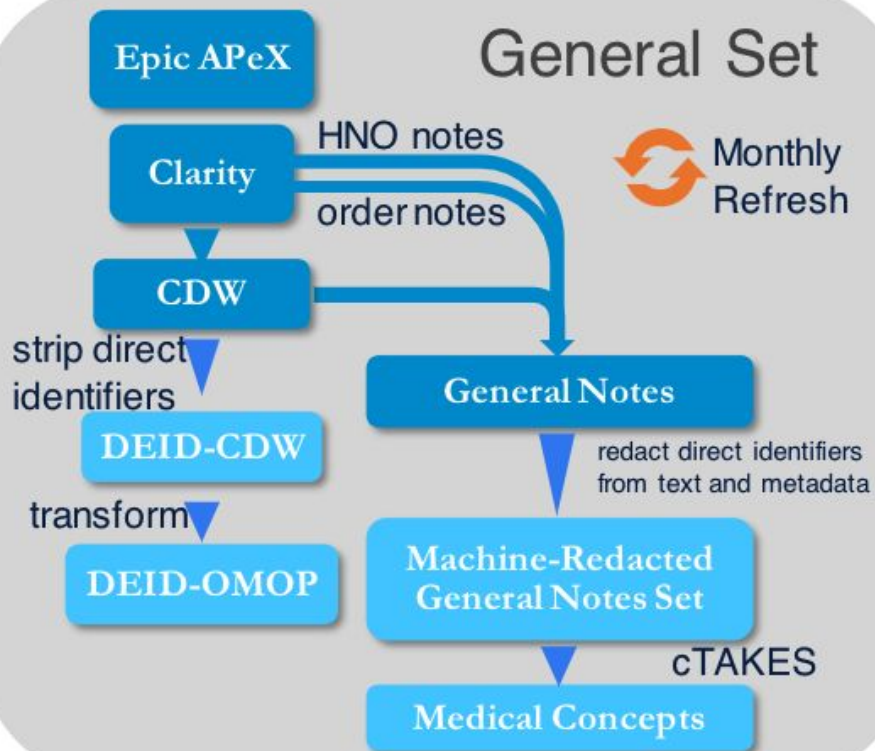 General Set
Epic APeX
HNO notes
Clarity
order notes
Monthly
Refresh
CDW
strip direct
identifiers
General Notes
DEID-CDW
redact direct identifiers
from text and metadata
transform
DEID-OMOP
Machine-Redacted
General Notes Set
cTAKES
Medical Concepts